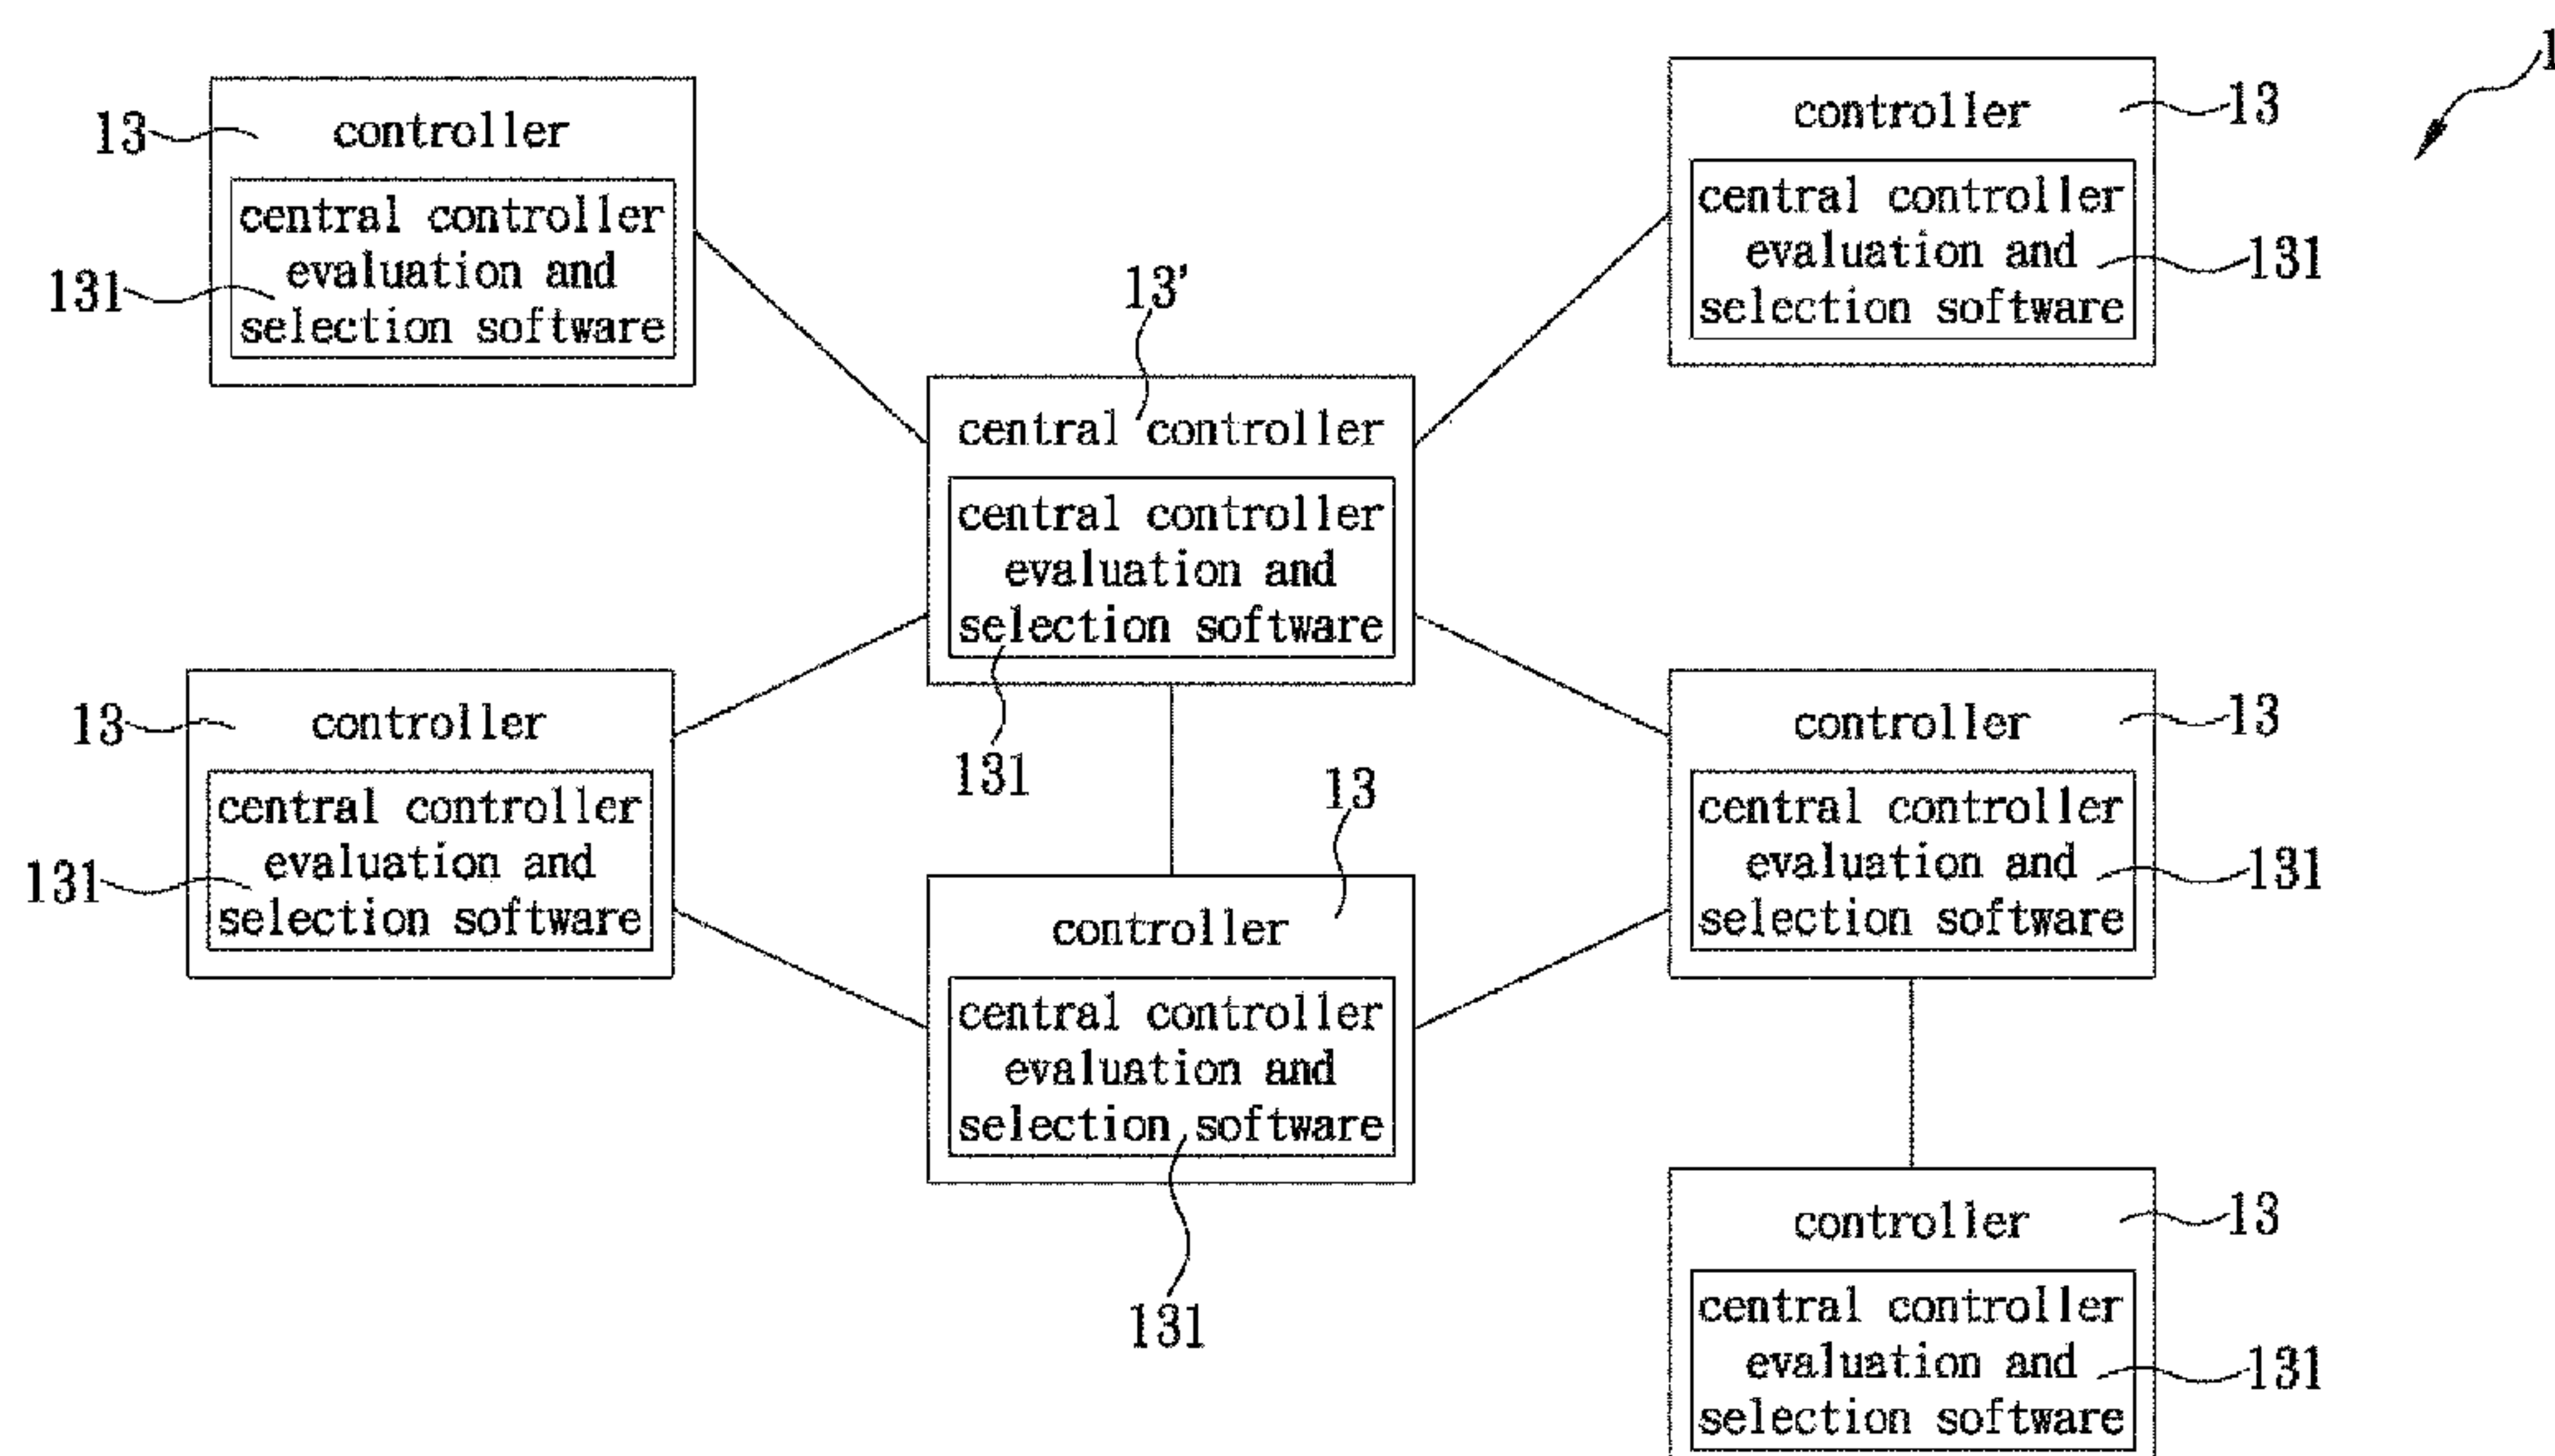 1
13
controller
central controller
evaluation and
selection software
131
controller
13
central controller
evaluation and
selection software
131
13'
central controller
central controller
evaluation and
selection software
131
13
controller
central controller
evaluation and
selection software
131
13
controller
central controller
evaluation and
selection software
131
controller
13
central controller
evaluation and
selection software
131
controller
13
central controller
evaluation and
selection software
131